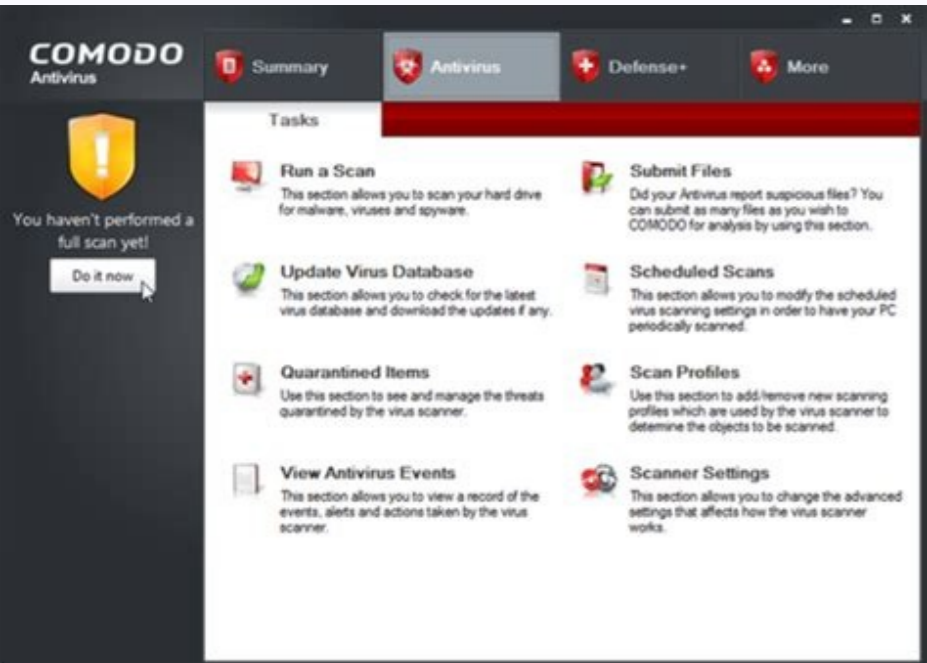 COMODO
Antivirus
Summary
Antivirus
Defense+
More
You haven't performed a
full scan yet!
Do it now
Tasks
Run a Scan
This section allows you to scan your hard drive
for malware, viruses and spyware.
Submit Files
Did your Antivirus report suspicious files? You
can submit as many files as you wish to
COMODO for analysis by using this section.
Update Virus Database
This section allows you to check for the latest
virus database and download the updates if any.
Scheduled Scans
This section allows you to modify the scheduled
virus scanning settings in order to have your PC
periodically scanned.
Quarantined Items
Use this section to see and manage the threats
quarantined by the virus scanner.
Scan Profiles
Use this section to add/remove new scanning
profiles which are used by the virus scanner to
determine the objects to be scanned.
View Antivirus Events
This section allows you to view a record of the
events, alerts and actions taken by the virus
scanner.
Scanner Settings
This section allows you to change the advanced
settings that affects how the virus scanner
works.